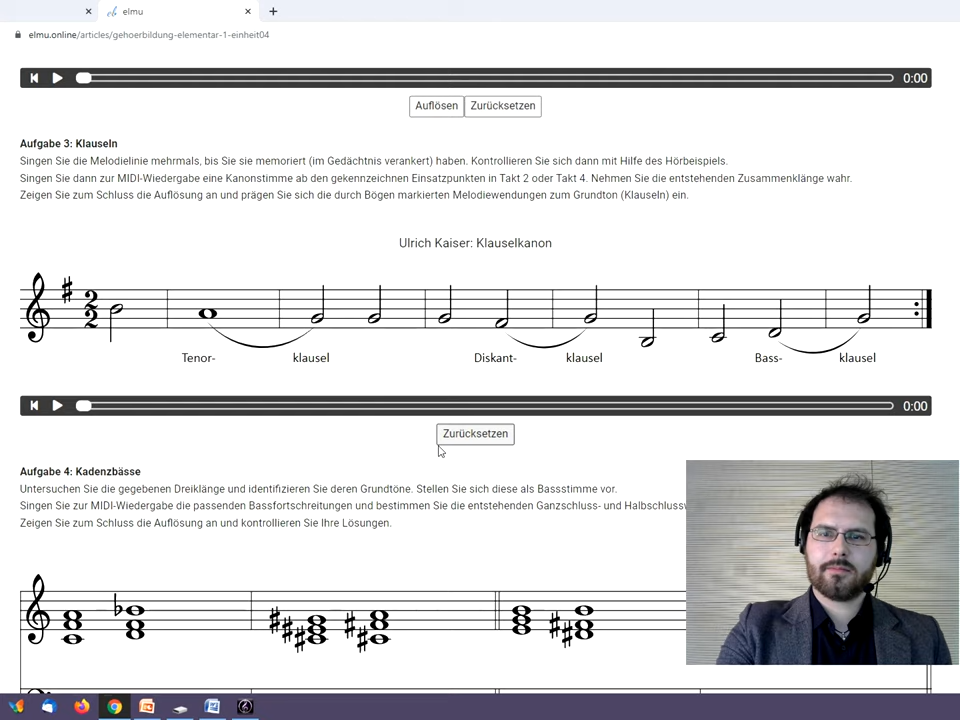 elmu
elmu.online/articles/gehoerbildung-elementar-1-einheit04
0:00
Auflösen Zurücksetzen
Aufgabe 3: Klauseln
Singen Sie die Melodielinie mehrmals, bis Sie sie memoriert (im Gedächtnis verankert) haben. Kontrollieren Sie sich dann mit Hilfe des Hörbeispiels.
Singen Sie dann zur MIDI-Wiedergabe eine Kanonstimme ab den gekennzeichnen Einsatzpunkten in Takt 2 oder Takt 4. Nehmen Sie die entstehenden Zusammenklänge wahr.
Zeigen Sie zum Schluss die Auflösung an und prägen Sie sich die durch Bögen markierten Melodiewendungen zum Grundton (Klauseln) ein.
Ulrich Kaiser: Klauselkanon
2
2
Tenor- klausel Diskant- klausel Bass- klausel
0:00
Zurücksetzen
Aufgabe 4: Kadenzbässe
Untersuchen Sie die gegebenen Dreiklänge und identifizieren Sie deren Grundtöne. Stellen Sie sich diese als Bassstimme vor.
Singen Sie zur MIDI-Wiedergabe die passenden Bassfortschreitungen und bestimmen Sie die entstehenden Ganzschluss- und Halbschluss
Zeigen Sie zum Schluss die Auflösung an und kontrollieren Sie Ihre Lösungen.